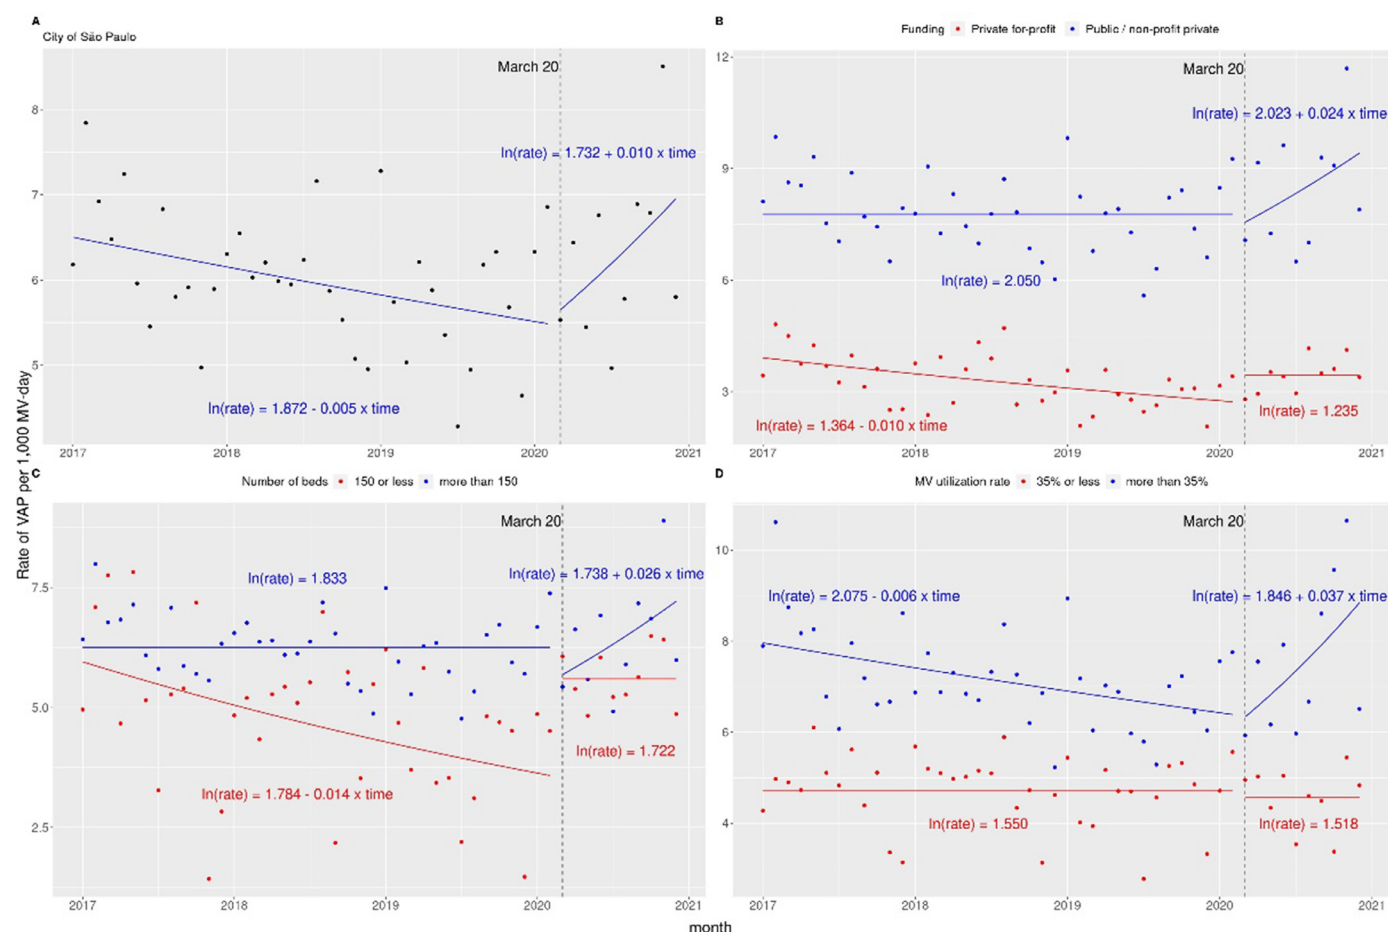 A
City of São Paulo
March 20
ln(rate) = 1.732 + 0.010 x time
ln(rate) = 1.872 - 0.005 x time
8
7
6
5
2017 2018 2019 2020 2021
B
Funding Private for-profit Public / non-profit private
March 20
ln(rate) = 2.023 + 0.024 x time
ln(rate) = 2.050
ln(rate) = 1.364 - 0.010 x time
ln(rate) = 1.235
12
9
6
3
2017 2018 2019 2020 2021
Rate of VAP per 1,000 MV-day
C
Number of beds 150 or less more than 150
March 20
ln(rate) = 1.833
ln(rate) = 1.738 + 0.026 x time
ln(rate) = 1.722
ln(rate) = 1.784 - 0.014 x time
7.5
5.0
2.5
2017 2018 2019 2020 2021
D
MV utilization rate 35% or less more than 35%
March 20
ln(rate) = 2.075 - 0.006 x time
ln(rate) = 1.846 + 0.037 x time
ln(rate) = 1.550
ln(rate) = 1.518
10
8
6
4
2017 2018 2019 2020 2021
month